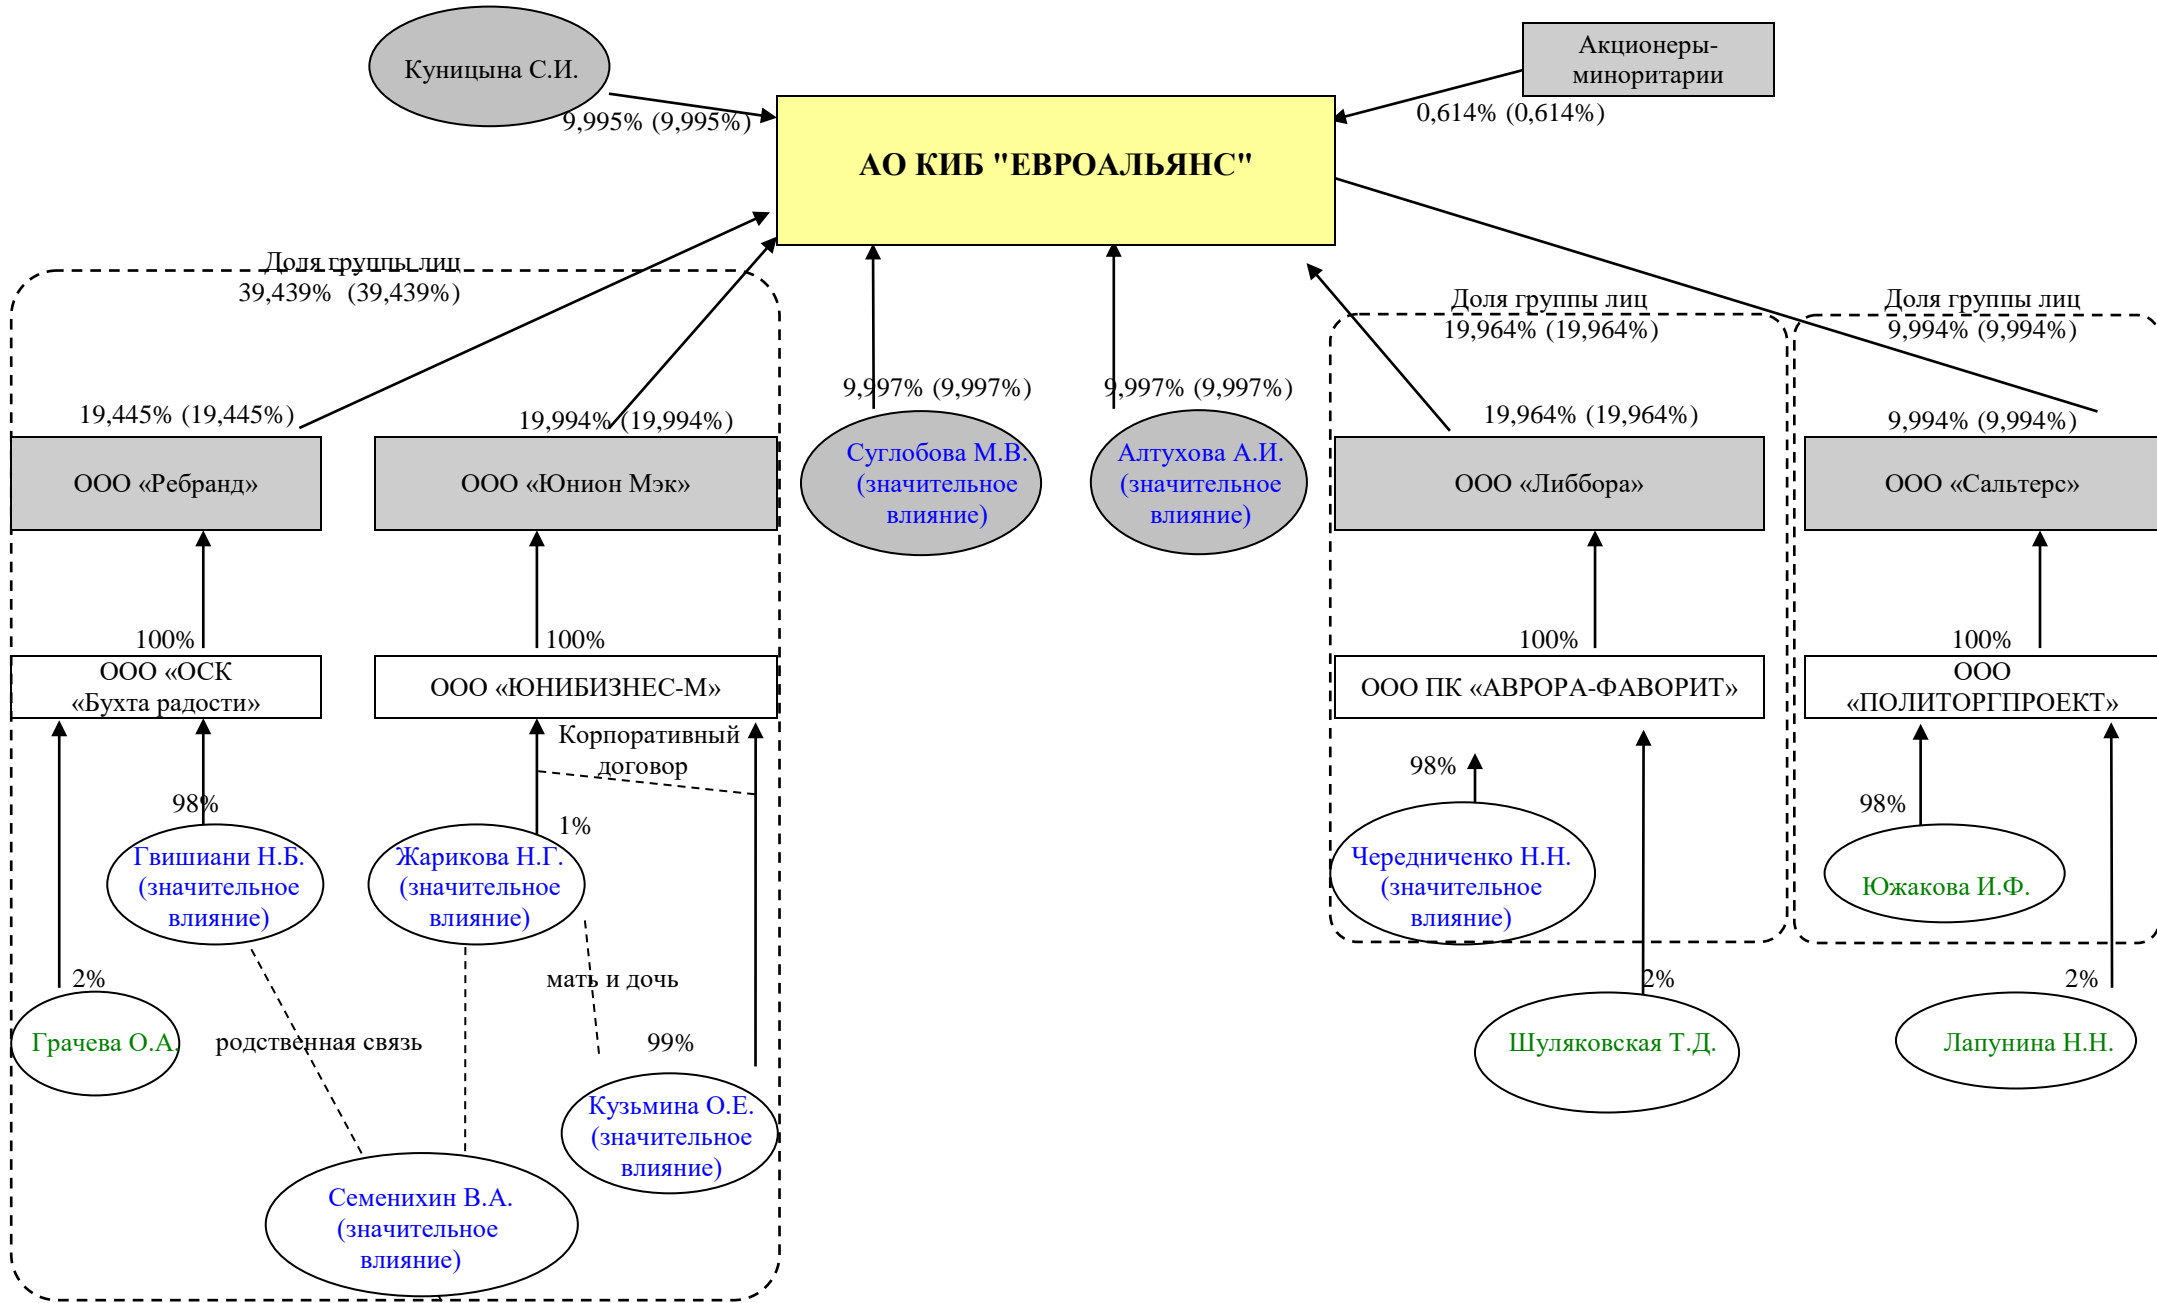 Куницына С.И.
Акционеры-
миноритарии
9,995% (9,995%)
0,614% (0,614%)
АО КИБ "ЕВРОАЛЬЯНС"
Доля группы лиц
39,439% (39,439%)
Доля группы лиц
19,964% (19,964%)
Доля группы лиц
9,994% (9,994%)
19,445% (19,445%)
19,994% (19,994%)
9,997% (9,997%)
9,997% (9,997%)
19,964% (19,964%)
9,994% (9,994%)
ООО «Ребранд»
ООО «Юнион Мэк»
Суглобова М.В.
(значительное
влияние)
Алтухова А.И.
(значительное
влияние)
ООО «Либбора»
ООО «Сальтерс»
100%
100%
100%
100%
ООО «ОСК
«Бухта радости»
ООО «ЮНИБИЗНЕС-М»
ООО ПК «АВРОРА-ФАВОРИТ»
ООО
«ПОЛИТОРГПРОЕКТ»
Корпоративный
договор
98%
1%
98%
98%
Гвишиани Н.Б.
(значительное
влияние)
Жарикова Н.Г.
(значительное
влияние)
Чередниченко Н.Н.
(значительное
влияние)
Южакова И.Ф.
2%
мать и дочь
2%
2%
Грачева О.А.
родственная связь
99%
Шуляковская Т.Д.
Лапунина Н.Н.
Кузьмина О.Е.
(значительное
влияние)
Семенихин В.А.
(значительное
влияние)